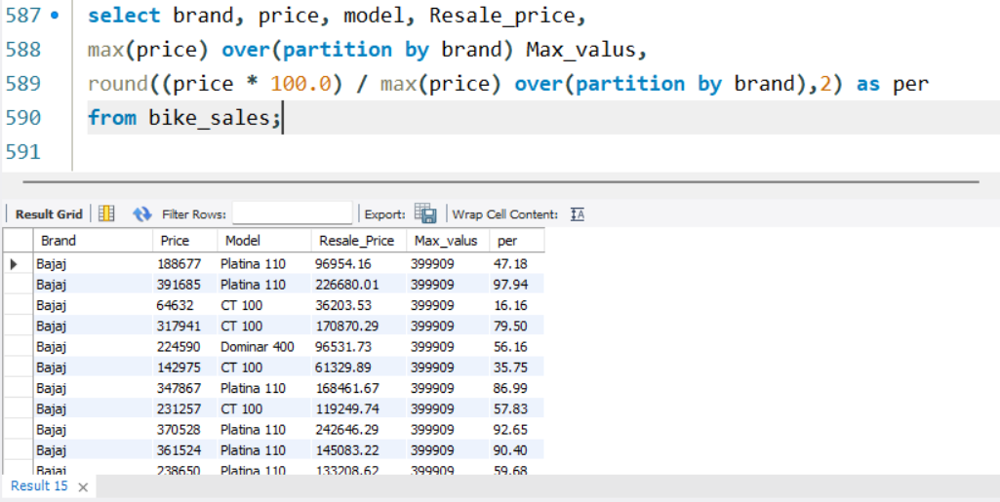 587 select brand, price, model, Resale_price,
588 max(price) over(partition by brand) Max_valus,
589 round((price * 100.0) / max(price) over(partition by brand),2) as per
590 from bike_sales;
591
Result Grid Filter Rows: Export: Wrap Cell Content: IA
Brand Price Model Resale_Price Max_valus per
Bajaj 188677 Platina 110 96954.16 399909 47.18
Bajaj 391685 Platina 110 226680.01 399909 97.94
Bajaj 64632 CT 100 36203.53 399909 16.16
Bajaj 317941 CT 100 170870.29 399909 79.50
Bajaj 224590 Dominar 400 96531.73 399909 56.16
Bajaj 142975 CT 100 61329.89 399909 35.75
Bajaj 347867 Platina 110 168461.67 399909 86.99
Bajaj 231257 CT 100 119249.74 399909 57.83
Bajaj 370528 Platina 110 242646.29 399909 92.65
Bajaj 361524 Platina 110 145083.22 399909 90.40
Bajaj 238650 Platina 110 133208.62 399909 59.68
Result 15 ×